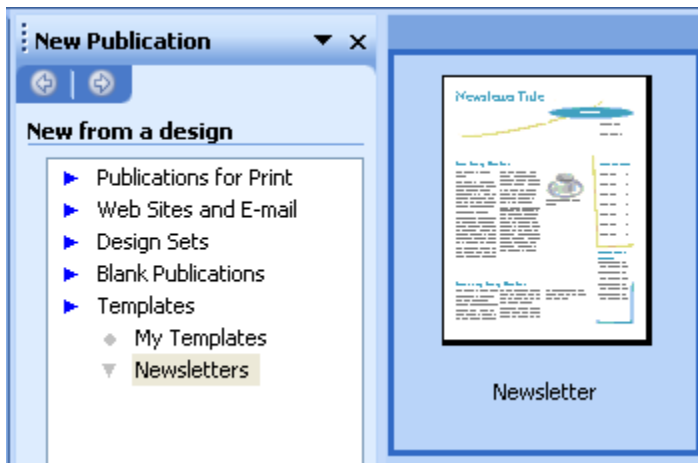 New Publication
New from a design
Publications for Print
Web Sites and E-mail
Design Sets
Blank Publications
Templates
My Templates
Newsletters
Newsletter Title
Newsletter